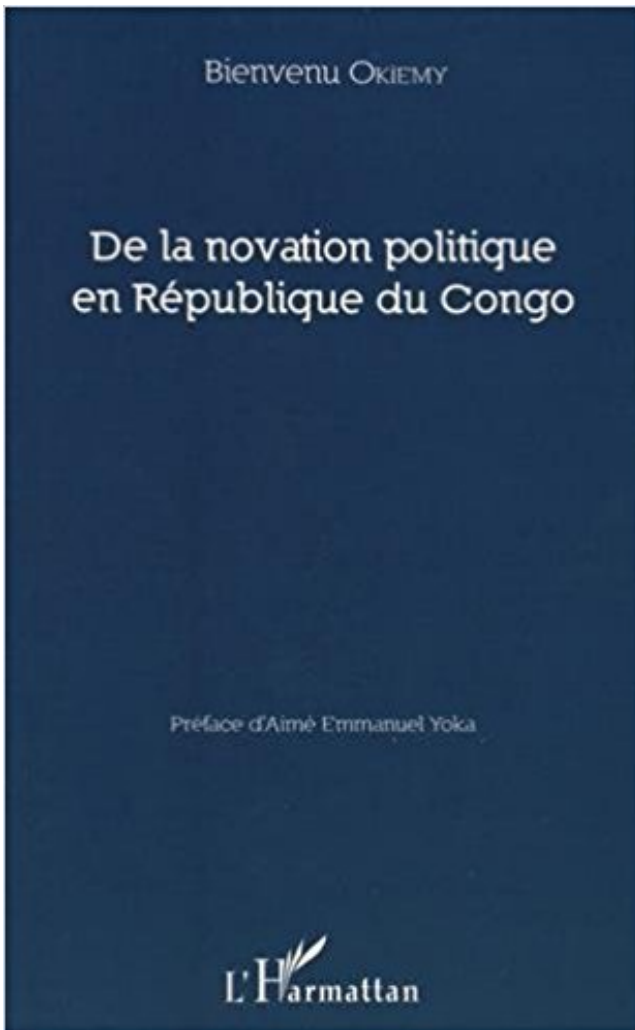 Bienvenu OKIEMY
De la novation politique
en République du Congo
Préface d'Aimé Emmanuel Yoka
L'Harmattan